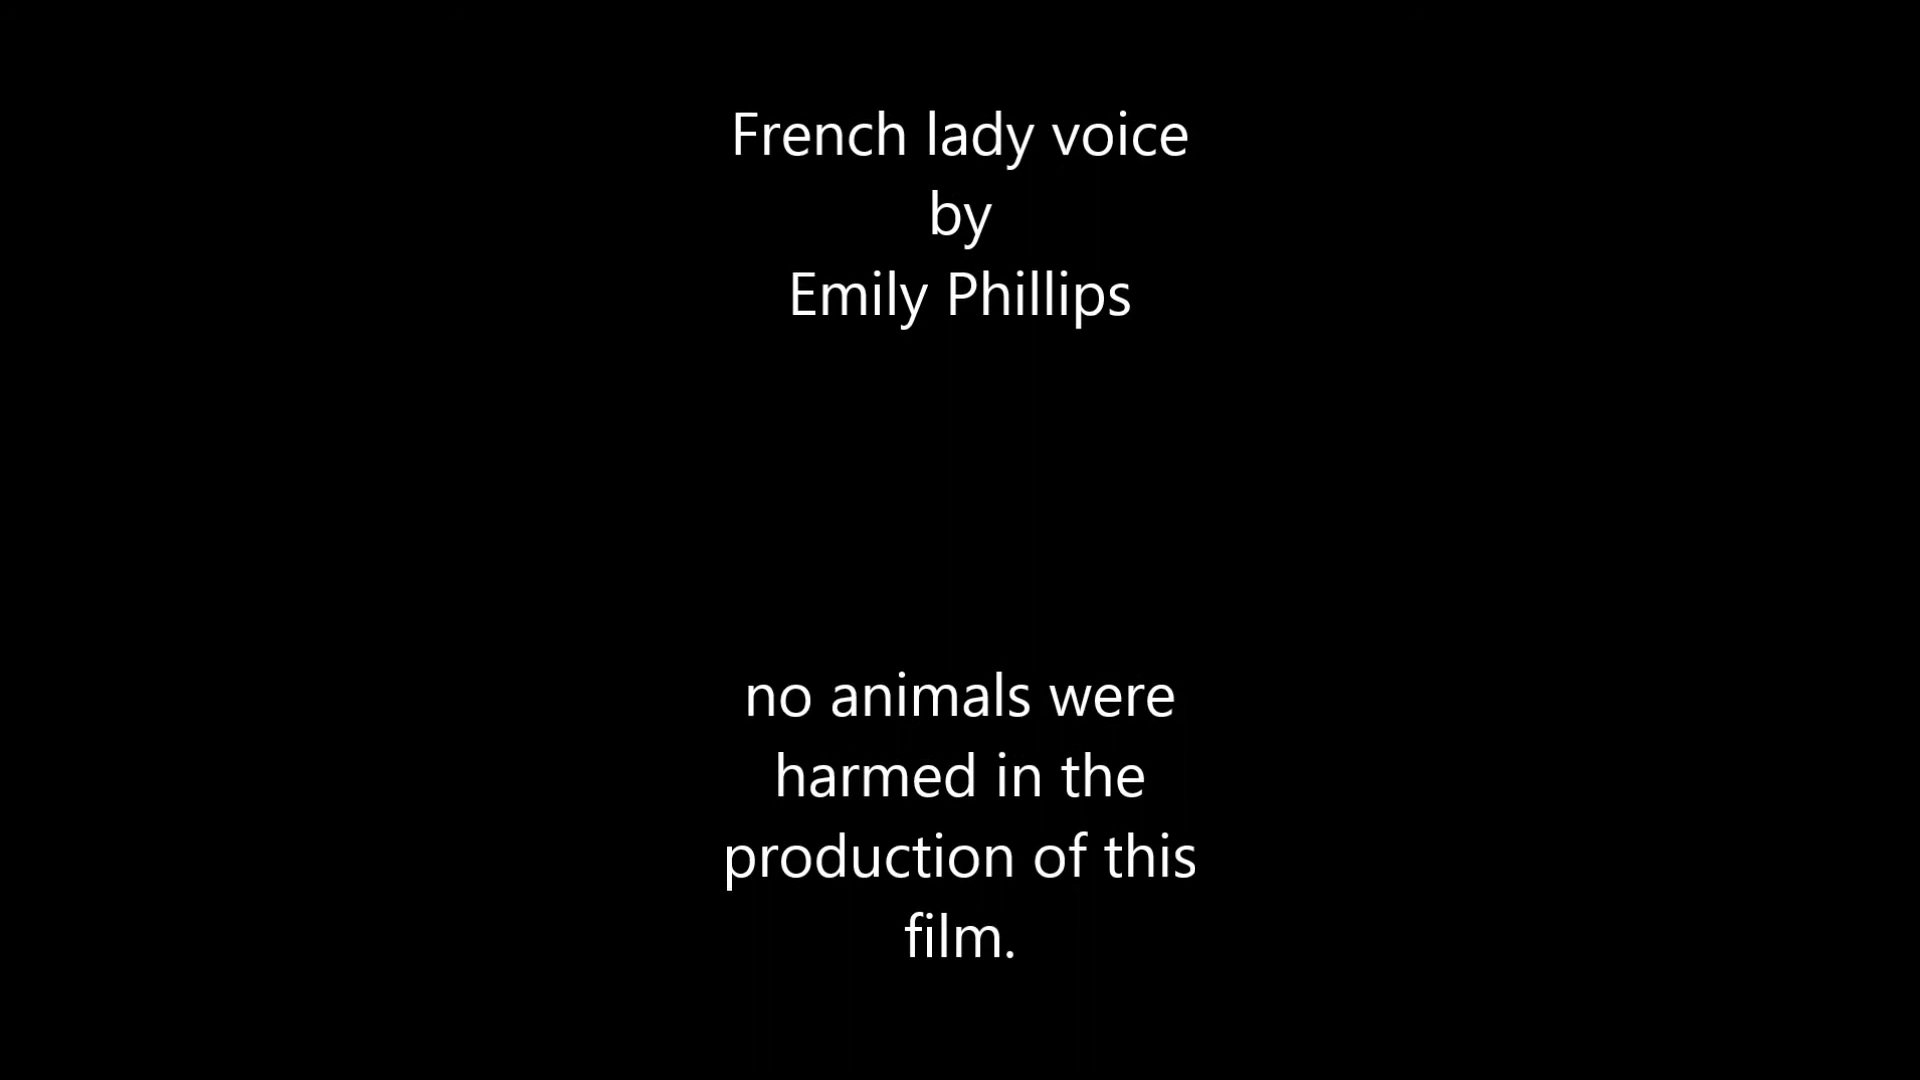 French lady voice
by
Emily Phillips
no animals were
harmed in the
production of this
film.